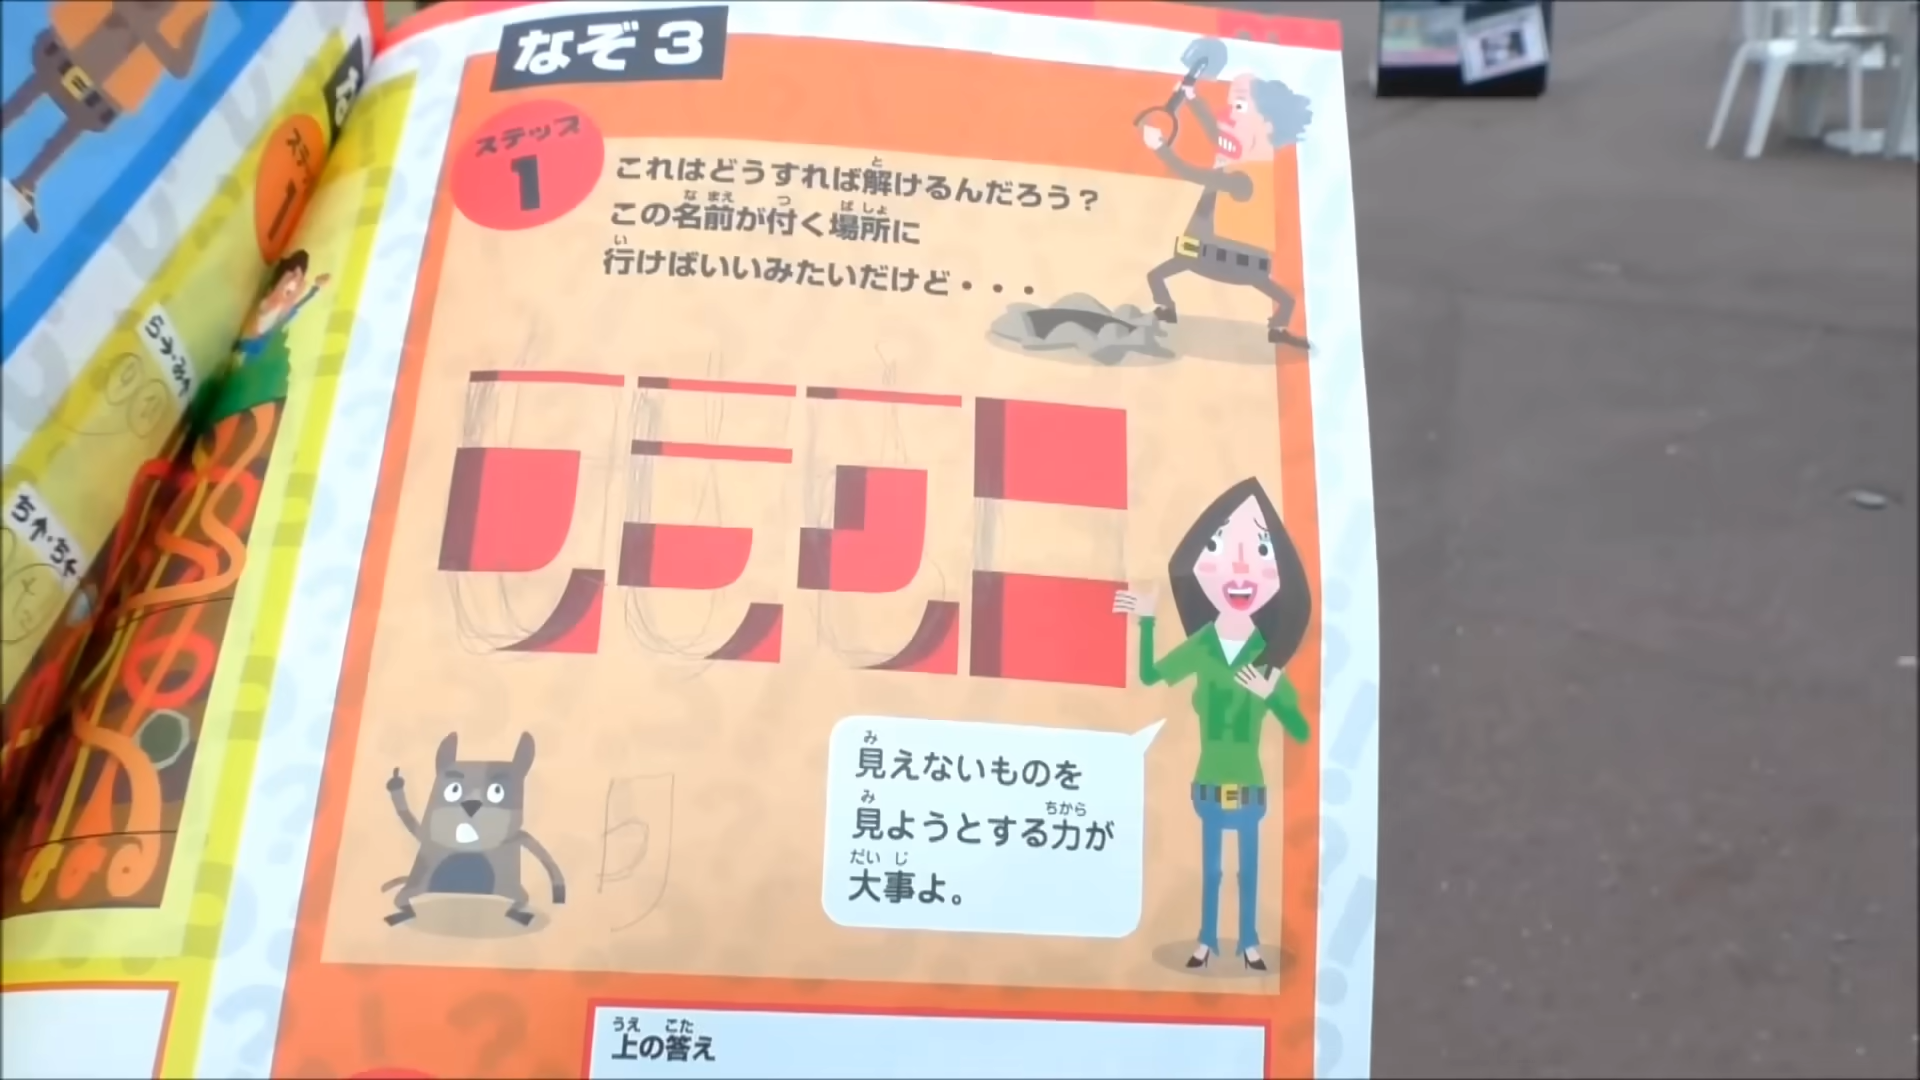 なぞ3
ステップ
1
これはどうすれば解けるんだろう?
この名前が付く場所に
行けばいいみたいだけど・・・
見えないものを
見ようとする力が
大事よ。
上の答え